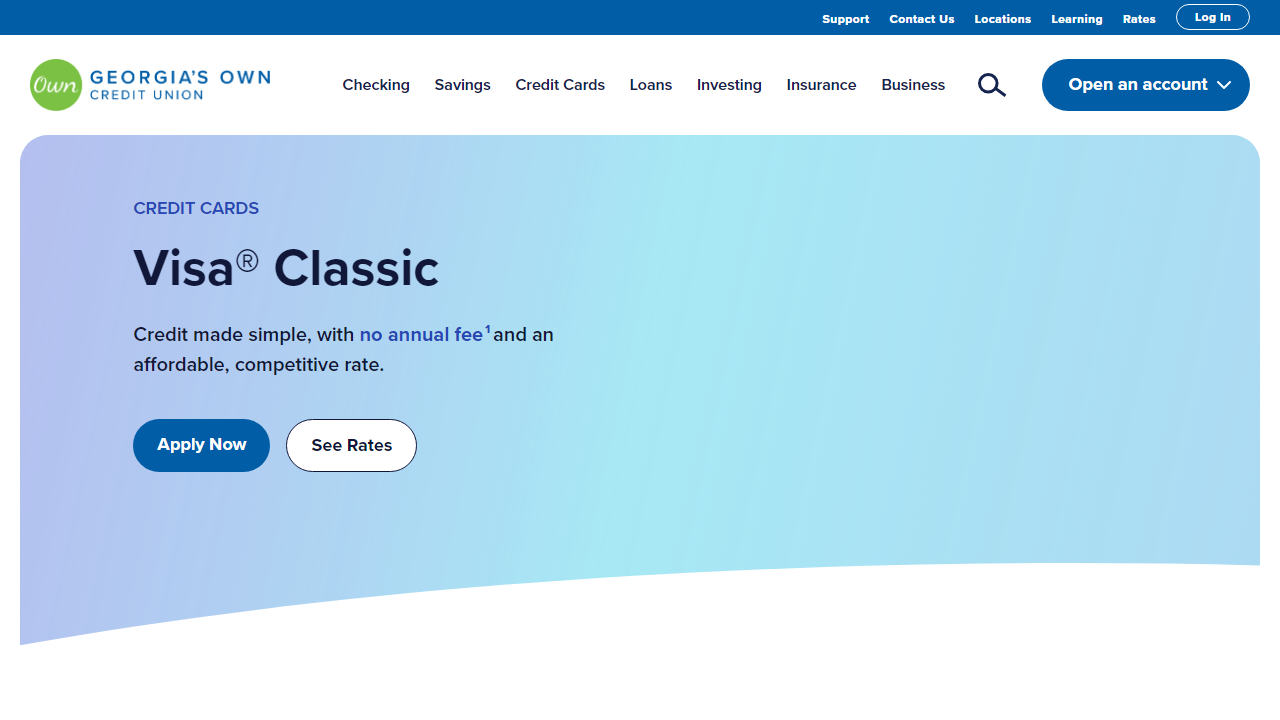 Support Contact Us Locations Learning Rates Log In
Own GEORGIA'S OWN
CREDIT UNION
Checking Savings Credit Cards Loans Investing Insurance Business Open an account
CREDIT CARDS
Visa® Classic
Credit made simple, with no annual fee¹ and an
affordable, competitive rate.
Apply Now See Rates